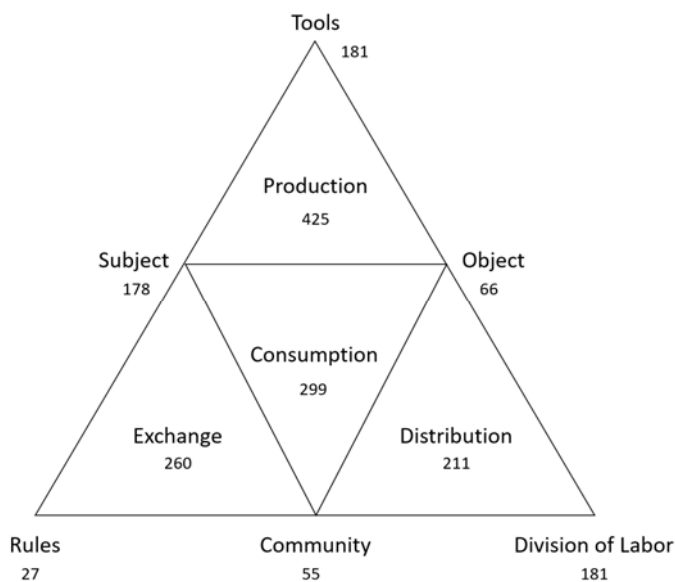 Tools
181
Production
425
Subject
178
Object
66
Consumption
299
Exchange
260
Distribution
211
Rules
27
Community
55
Division of Labor
181